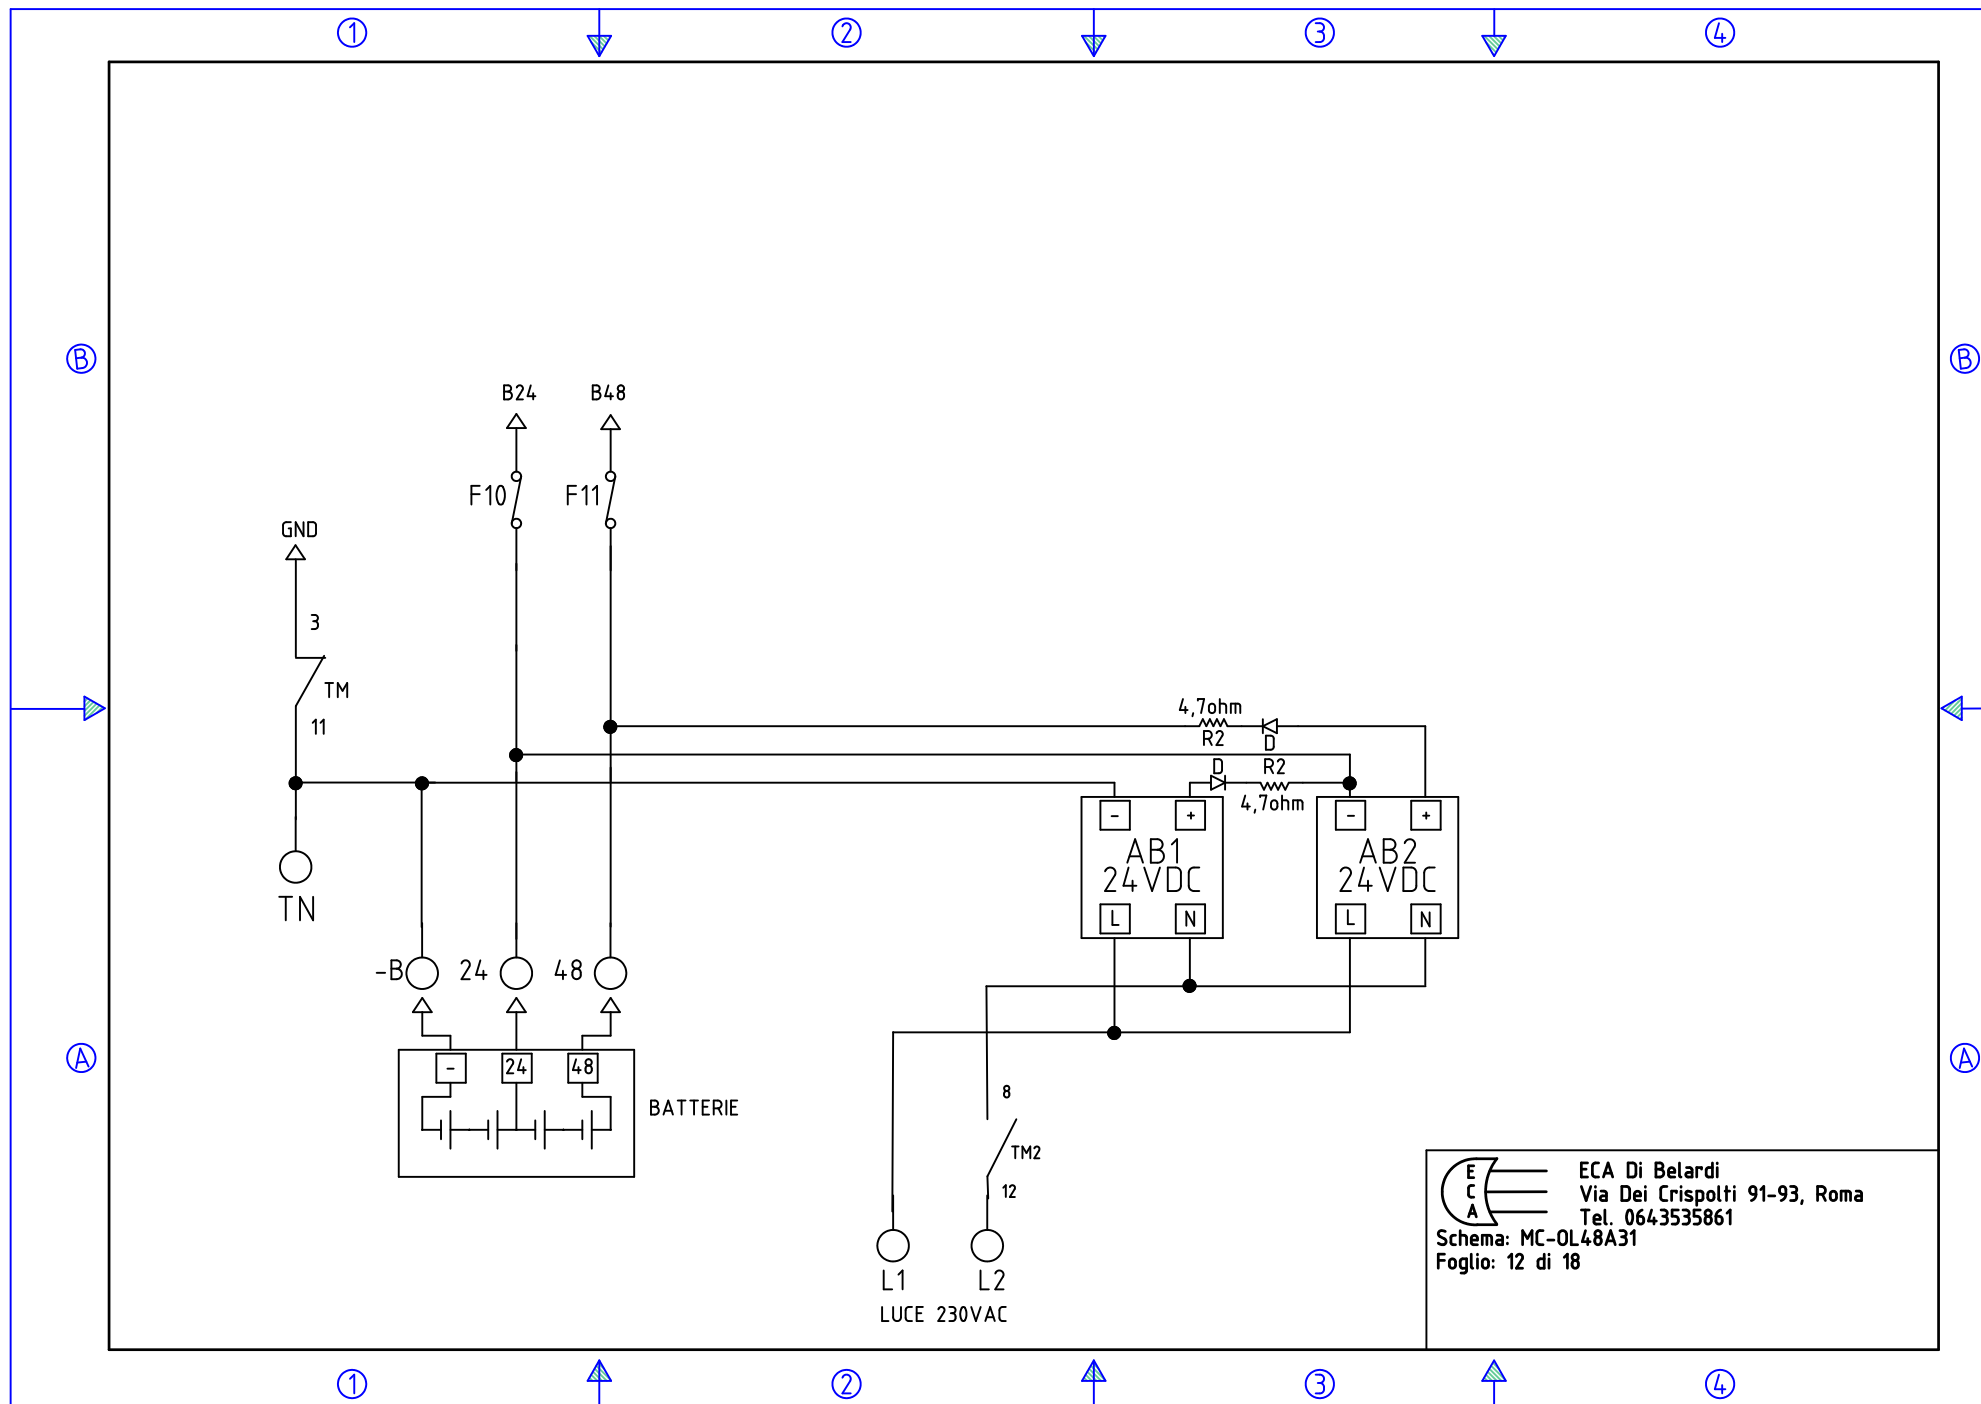 1 2 3 4
B B
B24 B48
F10 F11
GND
3
TM
11
4,7ohm
R2 D
D R2
4,7ohm
- + - +
AB1 AB2
24VDC 24VDC
L N L N
TN
-B 24 48
A A
- 24 48
BATTERIE
8
TM2
12
L1 L2
LUCE 230VAC
E
C
A
ECA Di Belardi
Via Dei Crispolti 91-93, Roma
Tel. 0643535861
Schema: MC-OL48A31
Foglio: 12 di 18
1 2 3 4